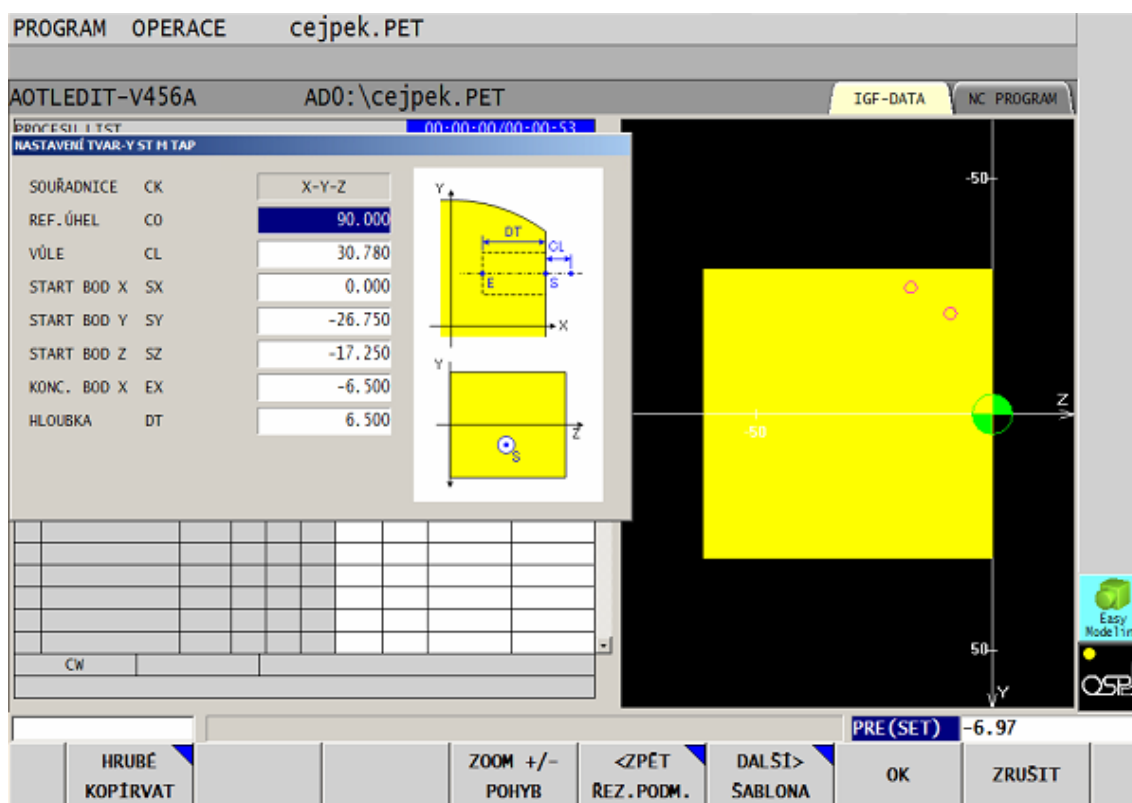 PROGRAM OPERACE cejpek.PET
AOTLEDIT-V456A AD0:\cejpek.PET IGF-DATA NC PROGRAM
PROCESU LIST 00:00:00/00:00:53
NASTAVENÍ TVAR-Y ST M TAP
SOUŘADNICE CK X-Y-Z
REF.ÚHEL CO 90.000
VŮLE CL 30.780
START BOD X SX 0.000
START BOD Y SY -26.750
START BOD Z SZ -17.250
KONC. BOD X EX -6.500
HLOUBKA DT 6.500
Y
DT
CL
E S
X
Y
Z
S
-50
Z
-50
50
Y
CW
Easy
Modelin
OSP
PRE(SET) -6.97
HRUBÉ KOPÍRVAT
ZOOM +/- POHYB
<ZPĚT ŘEZ.PODM.
DALŠÍ> ŠABLONA
OK
ZRUŠIT